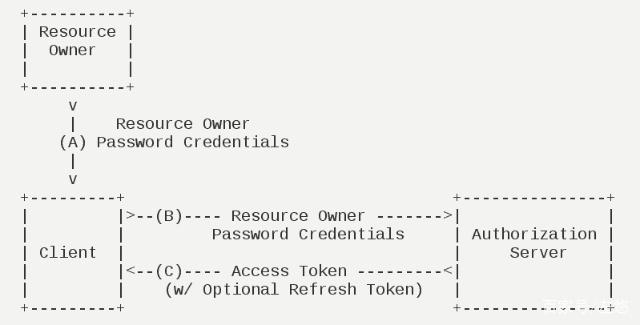 Resource
Owner
v
Resource Owner
(A) Password Credentials
v
>--(B)---- Resource Owner ------->
Password Credentials
Authorization
Client
Server
<--(C)---- Access Token ---------<
(w/ Optional Refresh Token)